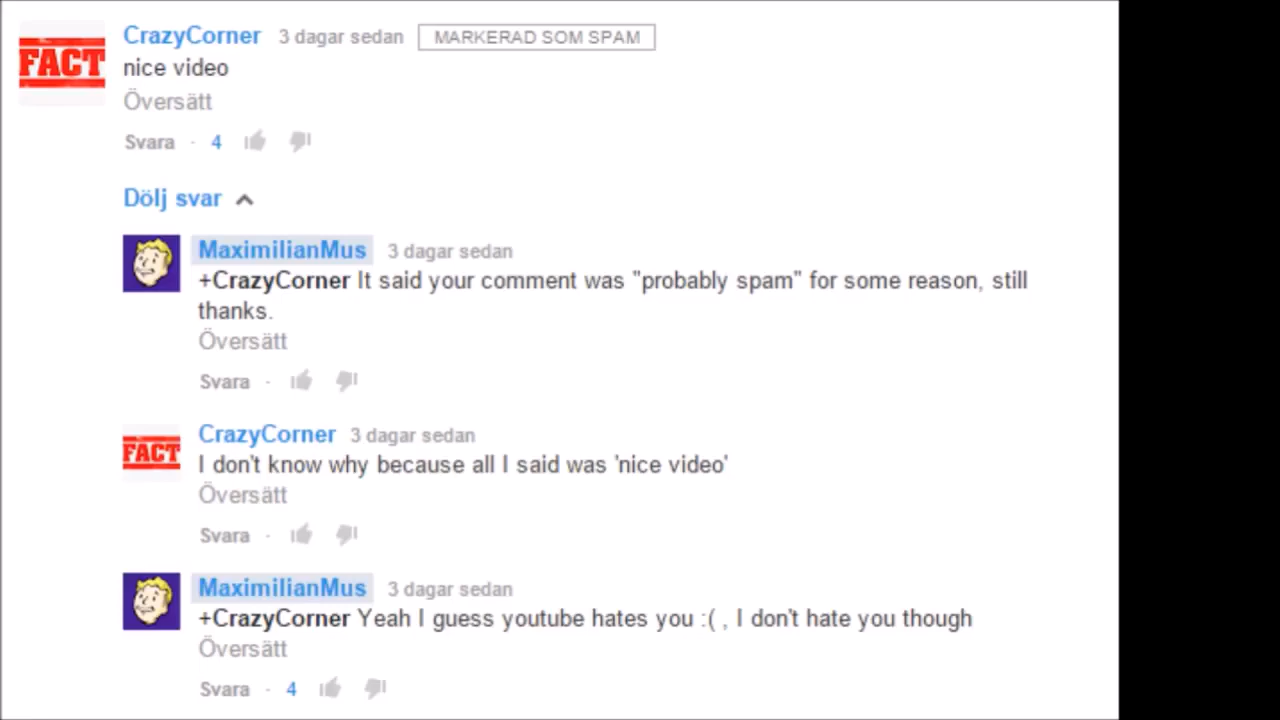 FACT
CrazyCorner 3 dagar sedan MARKERAD SOM SPAM
nice video
Översätt
Svara · 4
Dölj svar
MaximilianMus 3 dagar sedan
+CrazyCorner It said your comment was "probably spam" for some reason, still
thanks.
Översätt
Svara ·
FACT
CrazyCorner 3 dagar sedan
I don't know why because all I said was 'nice video'
Översätt
Svara ·
MaximilianMus 3 dagar sedan
+CrazyCorner Yeah I guess youtube hates you :( , I don't hate you though
Översätt
Svara · 4